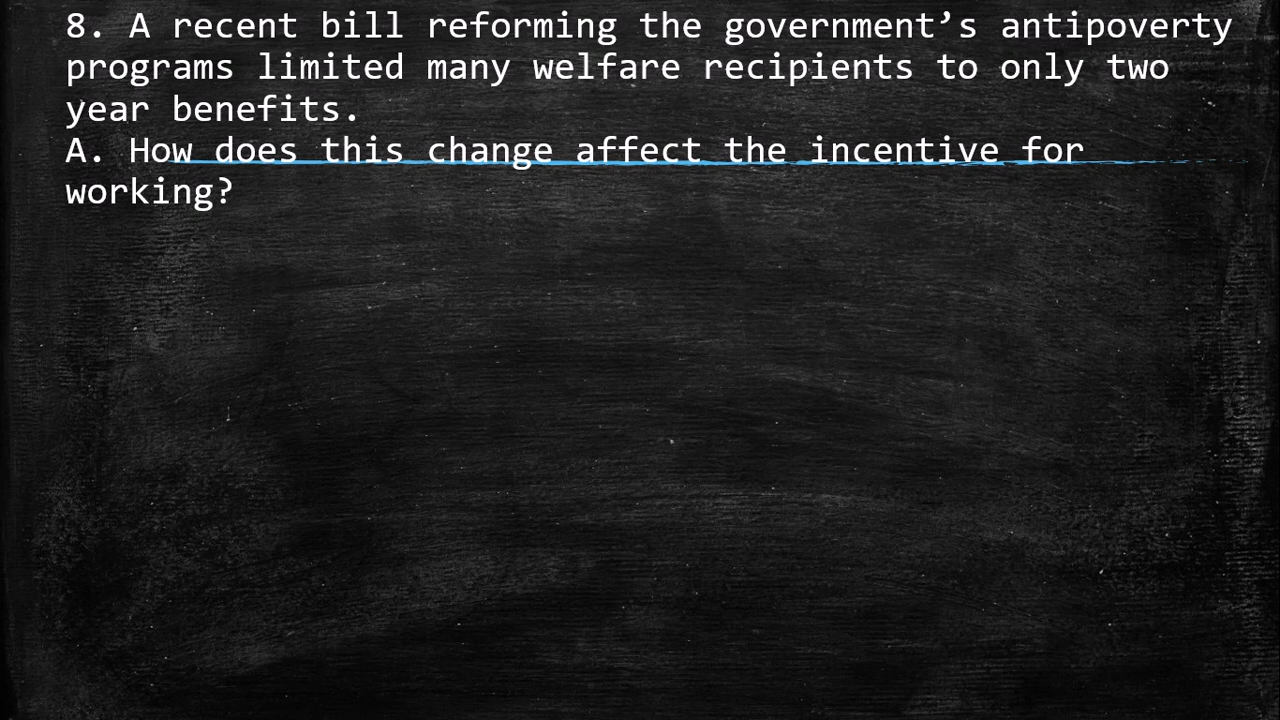 8. A recent bill reforming the government’s antipoverty
programs limited many welfare recipients to only two
year benefits.
A. How does this change affect the incentive for
working?